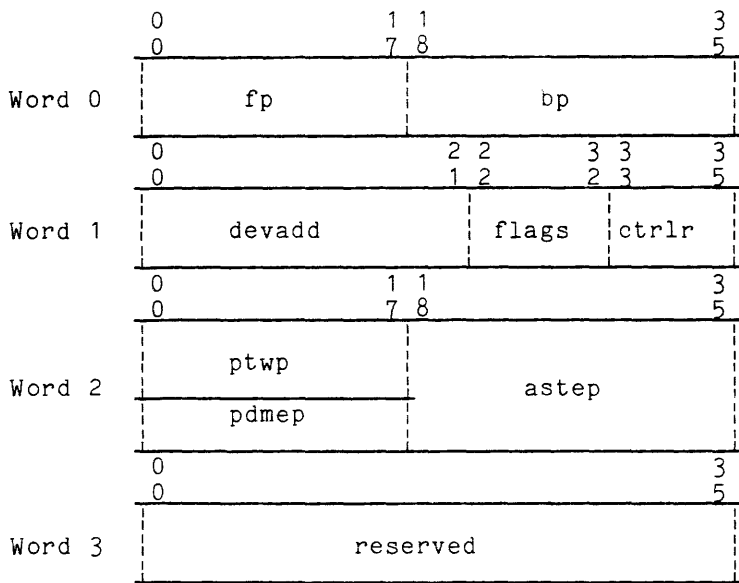 0 1 1 3
0 7 8 5
Word 0 fp bp
0 2 2 3 3 3
0 1 2 2 3 5
Word 1 devadd flags ctrlr
0 1 1 3
0 7 8 5
ptwp
Word 2 astep
pdmep
0 3
0 5
Word 3 reserved